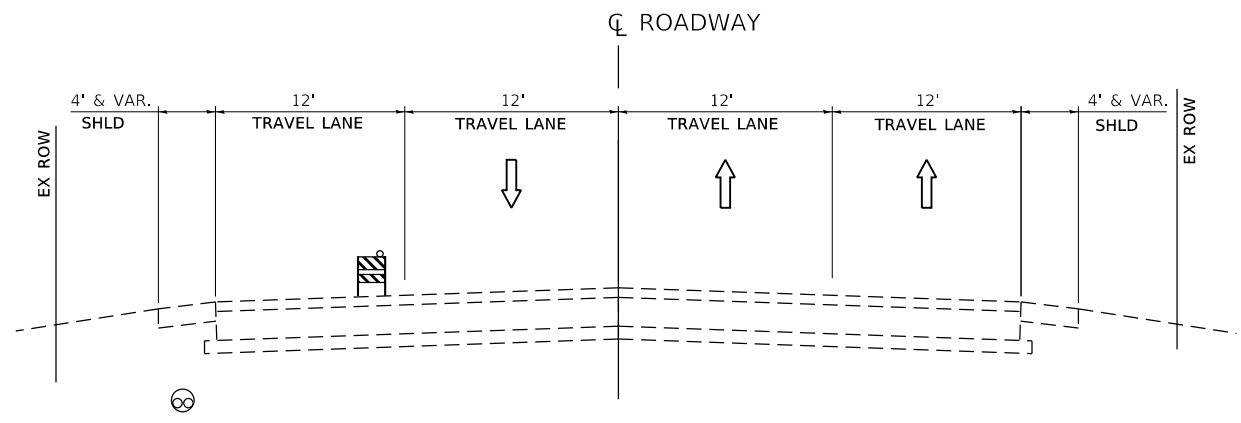 ℄ ROADWAY
4' & VAR. 12' 12' 12' 12' 4' & VAR.
SHLD TRAVEL LANE TRAVEL LANE TRAVEL LANE TRAVEL LANE SHLD
EX ROW
EX ROW